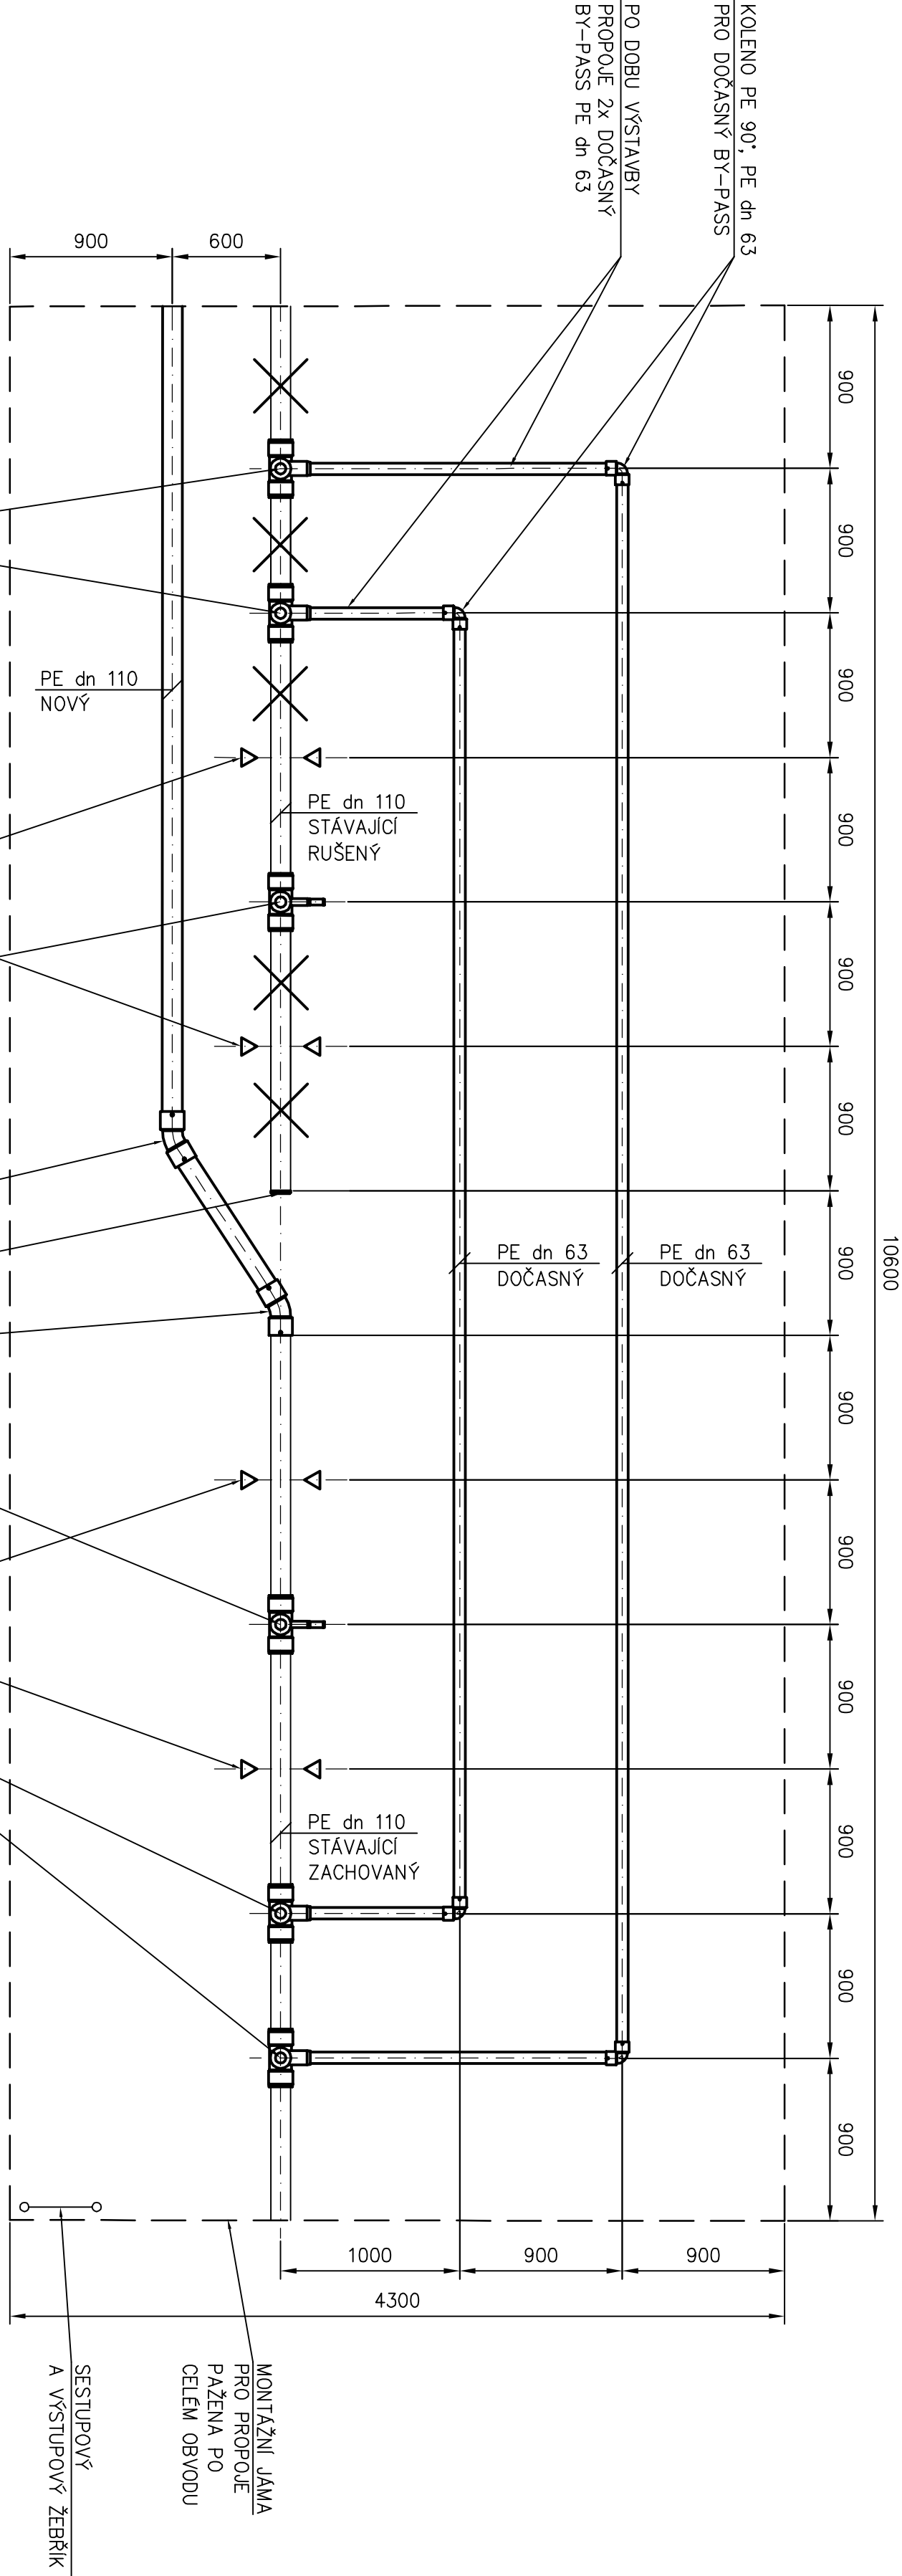 KOLENO PE 90°, PE dn 63
PRO DOČASNÝ BY-PASS
PO DOBU VÝSTAVBY
PROPOJE 2x DOČASNÝ
BY-PASS PE dn 63
900
600
900
900
900
900
900
900
900
900
900
900
900
900
900
10600
PE dn 110
NOVÝ
PE dn 110
STÁVAJÍCÍ
RUŠENÝ
PE dn 63
DOČASNÝ
PE dn 63
DOČASNÝ
PE dn 110
STÁVAJÍCÍ
ZACHOVANÝ
1000
900
900
4300
MONTÁŽNÍ JÁMA
PRO PROPOJE
PAŽENA PO
CELÉM OBVODU
SESTUPOVÝ
A VÝSTUPOVÝ ŽEBŘÍK